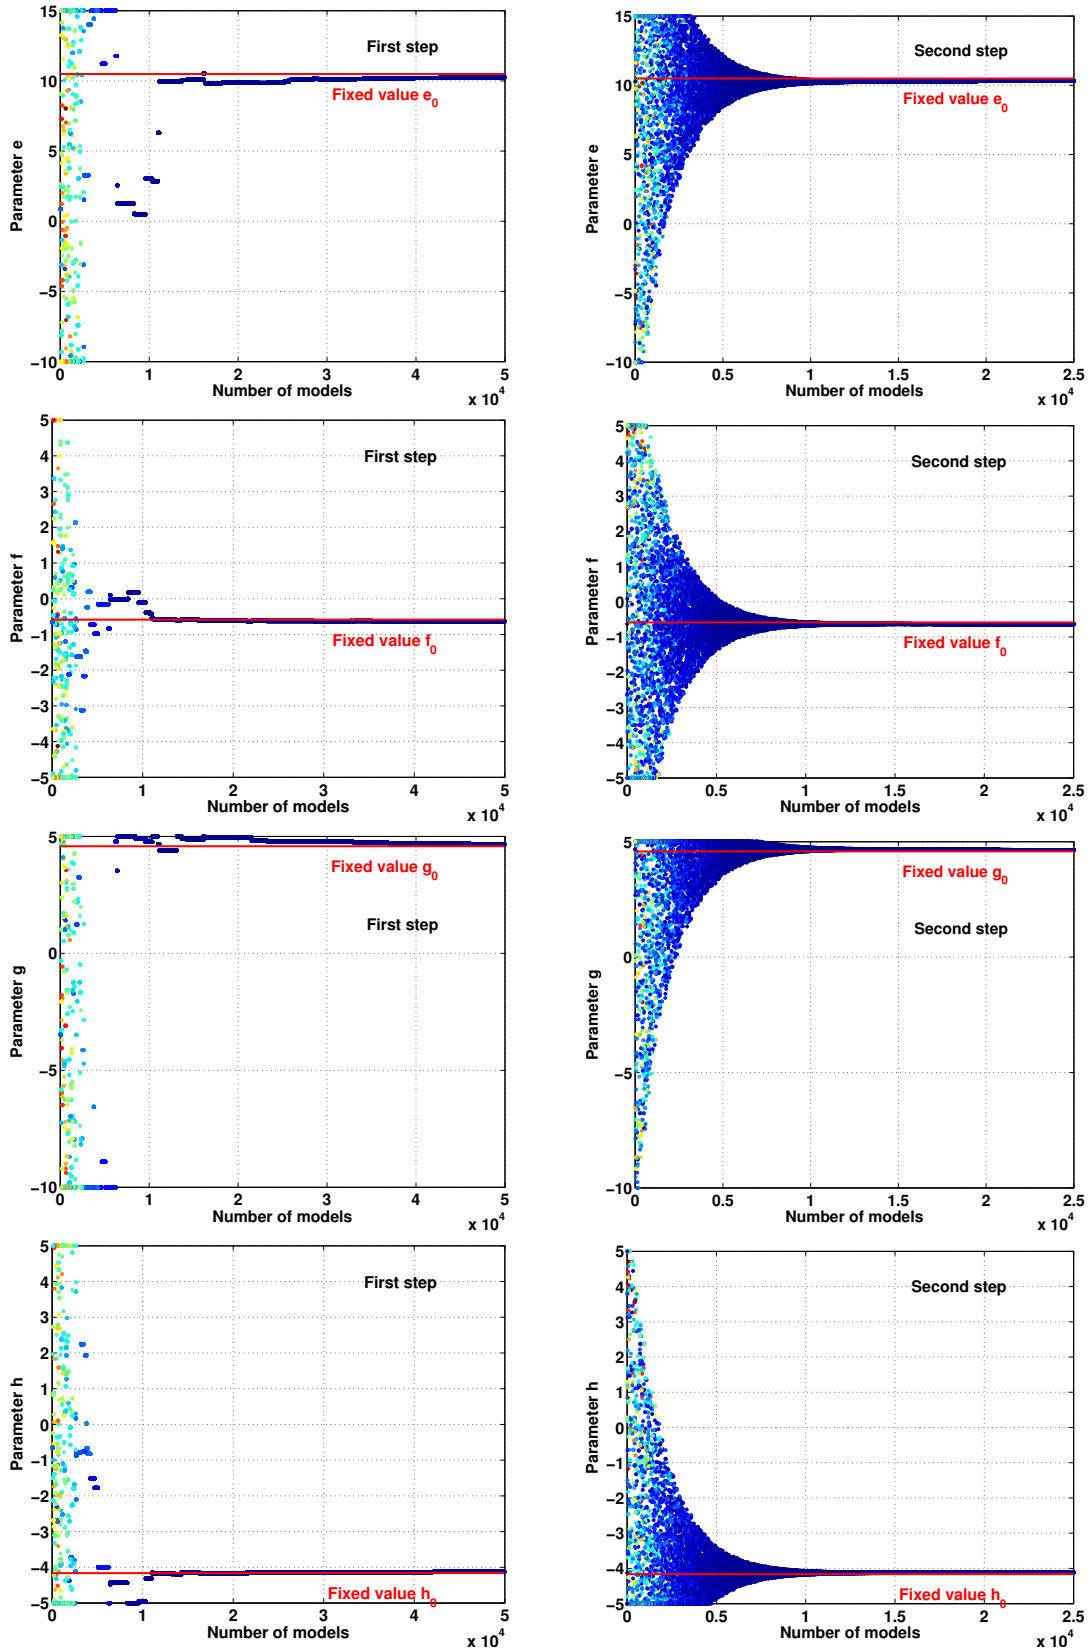 15
10
5
0
−5
−10
Parameter e
First step
Fixed value e0
0 1 2 3 4 5
Number of models
x 10^4
15
10
5
0
−5
−10
Parameter e
Second step
Fixed value e0
0 0.5 1 1.5 2 2.5
Number of models
x 10^4
5
4
3
2
1
0
−1
−2
−3
−4
−5
Parameter f
First step
Fixed value f0
0 1 2 3 4 5
Number of models
x 10^4
5
4
3
2
1
0
−1
−2
−3
−4
−5
Parameter f
Second step
Fixed value f0
0 0.5 1 1.5 2 2.5
Number of models
x 10^4
5
0
−5
−10
Parameter g
Fixed value g0
First step
0 1 2 3 4 5
Number of models
x 10^4
5
0
−5
−10
Parameter g
Fixed value g0
Second step
0 0.5 1 1.5 2 2.5
Number of models
x 10^4
5
4
3
2
1
0
−1
−2
−3
−4
−5
Parameter h
First step
Fixed value h0
0 1 2 3 4 5
Number of models
x 10^4
5
4
3
2
1
0
−1
−2
−3
−4
−5
Parameter h
Second step
Fixed value h0
0 0.5 1 1.5 2 2.5
Number of models
x 10^4